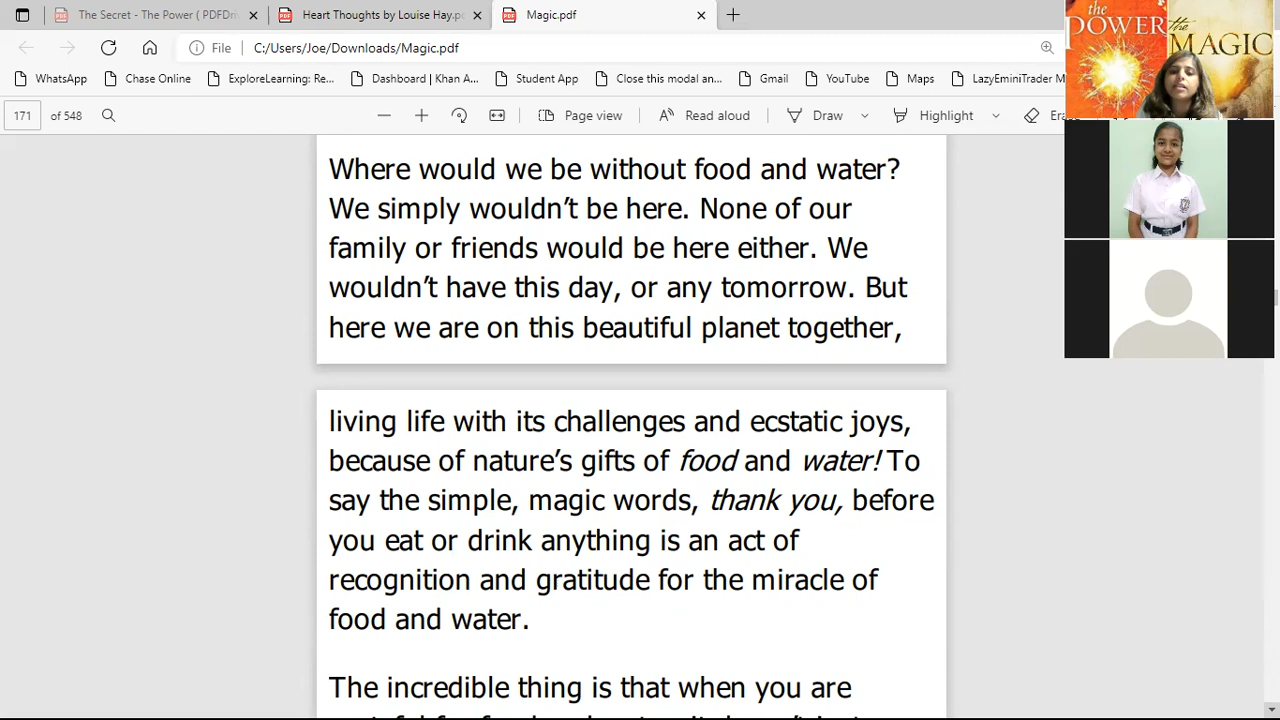 The Secret - The Power ( PDFDri
Heart Thoughts by Louise Hay.p
Magic.pdf
File
C:/Users/Joe/Downloads/Magic.pdf
WhatsApp
Chase Online
ExploreLearning: Re...
Dashboard | Khan A...
Student App
Close this modal an...
Gmail
YouTube
Maps
LazyEminiTrader M
171 of 548
Page view
Read aloud
Draw
Highlight
Era
the POWER
the MAGIC
Where would we be without food and water?
We simply wouldn't be here. None of our
family or friends would be here either. We
wouldn't have this day, or any tomorrow. But
here we are on this beautiful planet together,
living life with its challenges and ecstatic joys,
because of nature's gifts of food and water! To
say the simple, magic words, thank you, before
you eat or drink anything is an act of
recognition and gratitude for the miracle of
food and water.
The incredible thing is that when you are